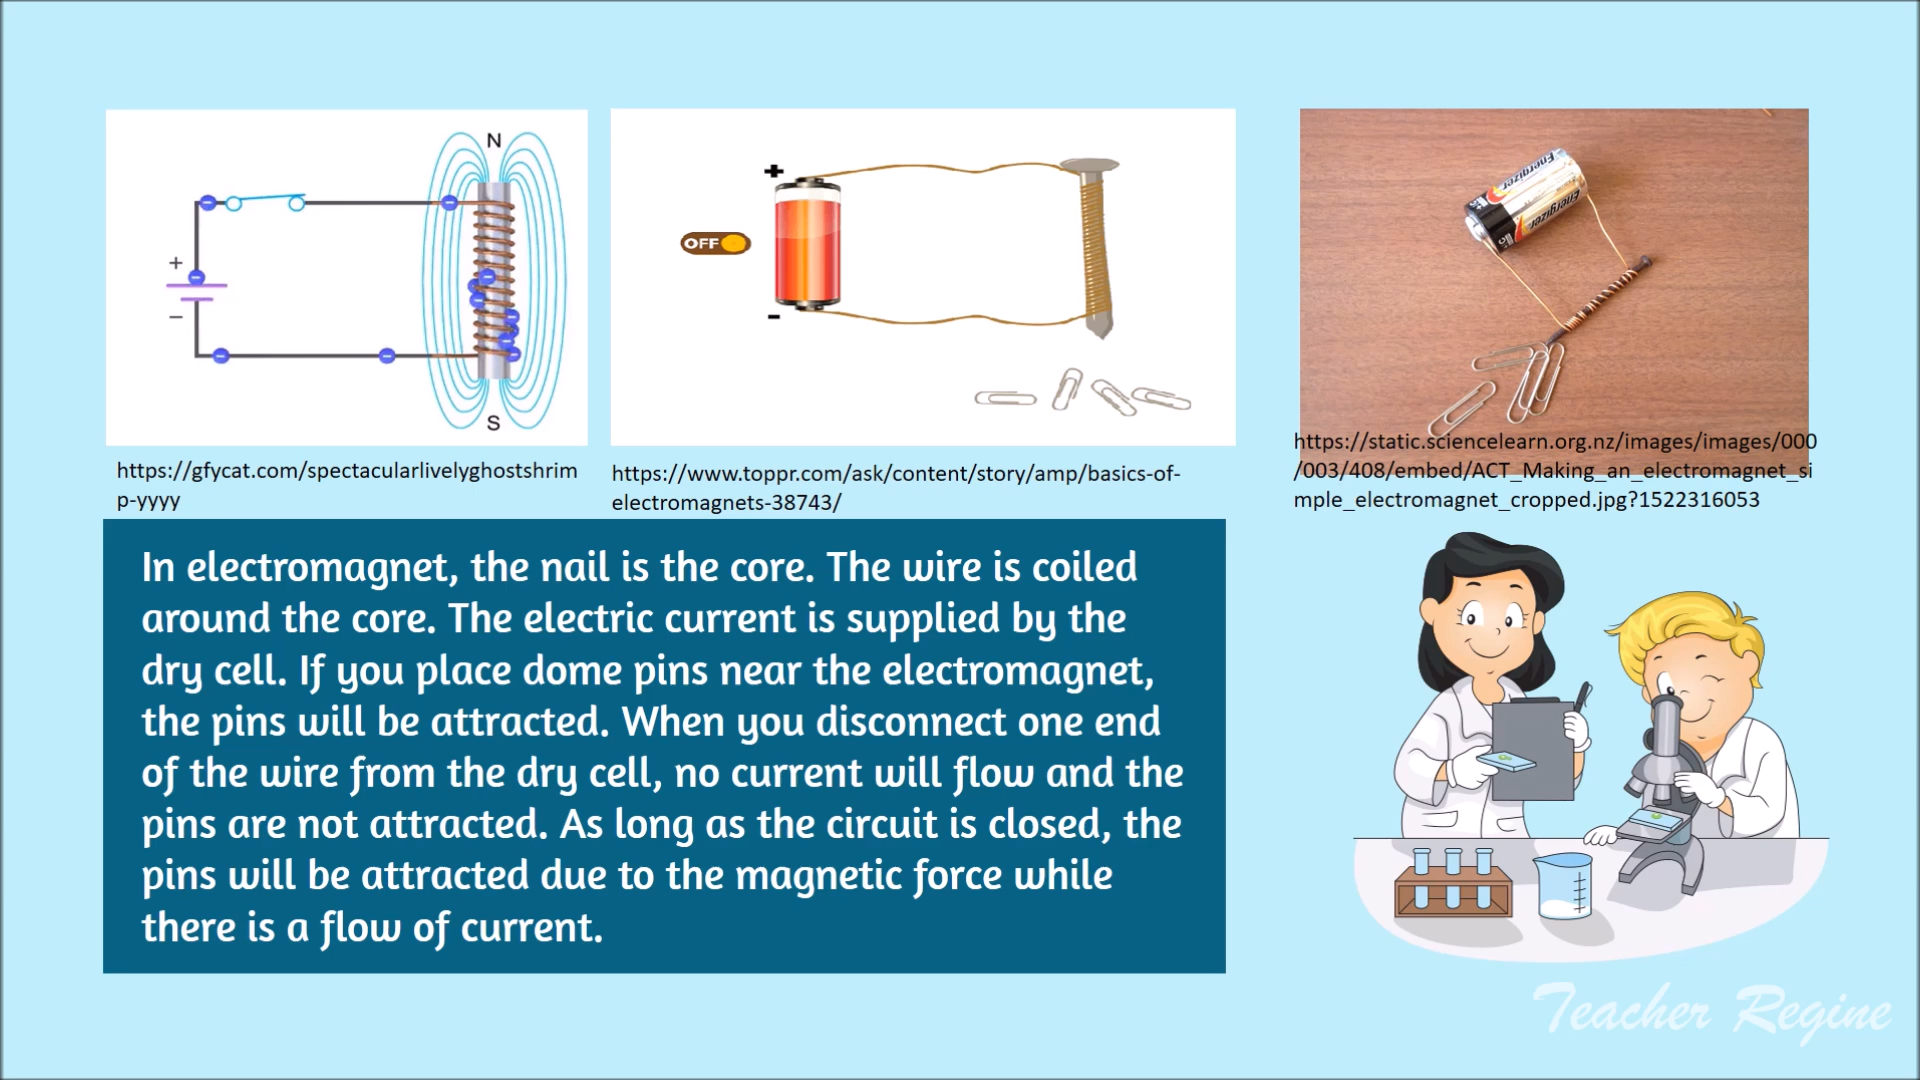 N
+
−
S
+
OFF
-
Energizer
Energizer
https://gfycat.com/spectacularlivelyghostshrim
p-yyyy
https://www.toppr.com/ask/content/story/amp/basics-of-
electromagnets-38743/
https://static.sciencelearn.org.nz/images/images/000
/003/408/embed/ACT_Making_an_electromagnet_si
mple_electromagnet_cropped.jpg?1522316053
In electromagnet, the nail is the core. The wire is coiled
around the core. The electric current is supplied by the
dry cell. If you place dome pins near the electromagnet,
the pins will be attracted. When you disconnect one end
of the wire from the dry cell, no current will flow and the
pins are not attracted. As long as the circuit is closed, the
pins will be attracted due to the magnetic force while
there is a flow of current.
Teacher Regine